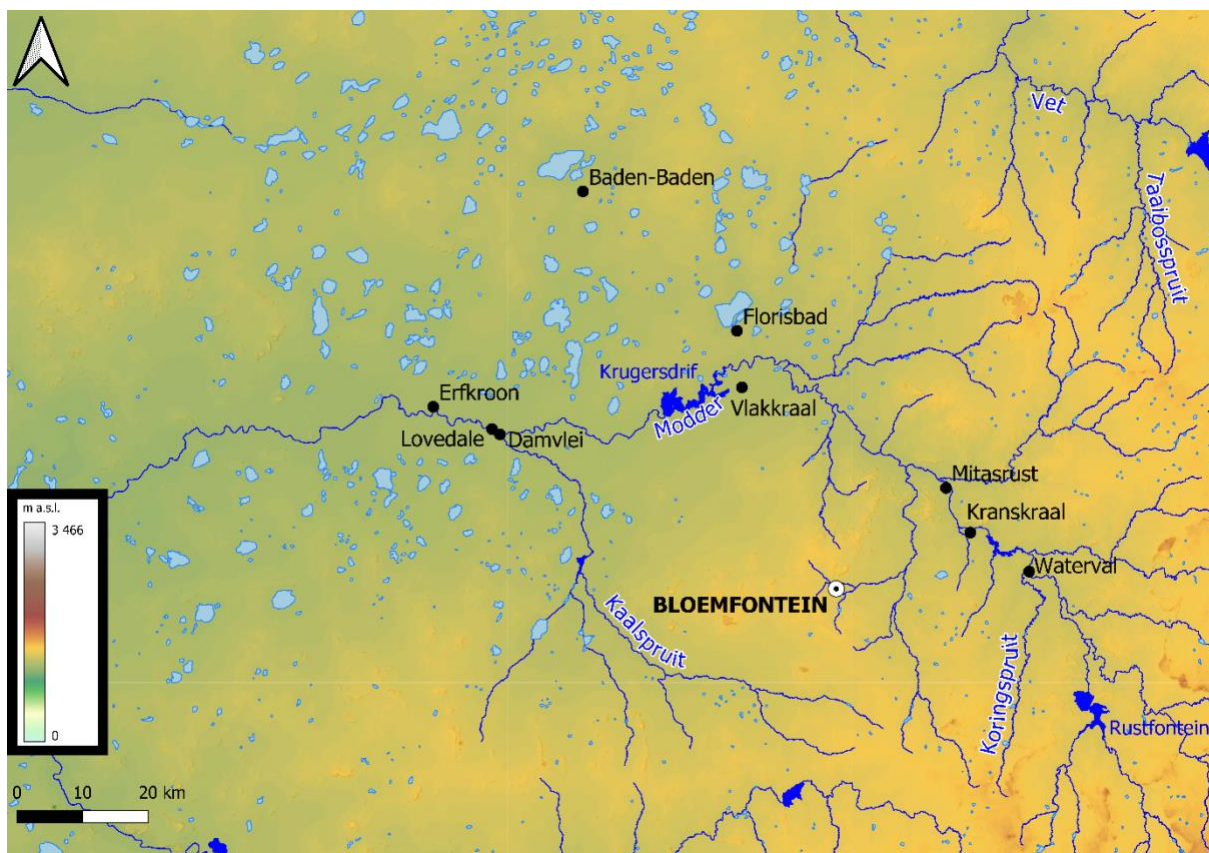 Vet
Baden-Baden
Taaibosspruit
Florisbad
Krugersdrif
Erfkroon
Modder
Vlakkraal
Lovedale
Damvlei
Mitasrust
m a.s.l.
3 466
Kranskraal
Waterval
BLOEMFONTEIN
Kaalspruit
Koringspruit
0
Rustfontein
0 10 20 km